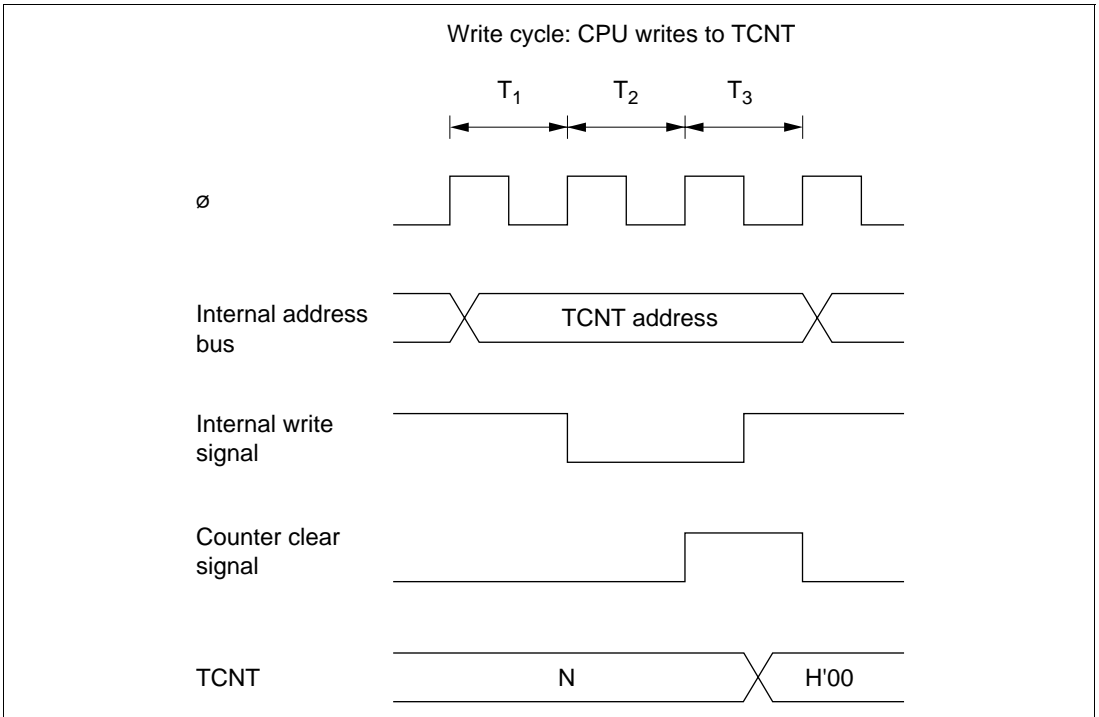 Write cycle: CPU writes to TCNT
T1 T2 T3
ø
Internal address
bus
TCNT address
Internal write
signal
Counter clear
signal
TCNT
N
H'00